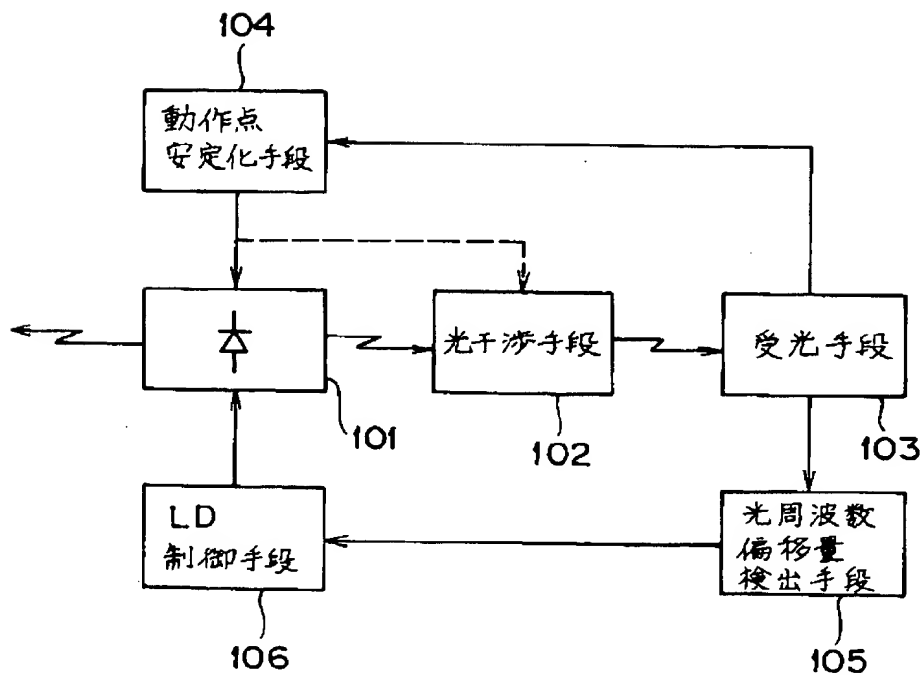 104
動作点
安定化手段
101
光干渉手段
102
受光手段
103
LD
制御手段
106
光周波数
偏移量
検出手段
105